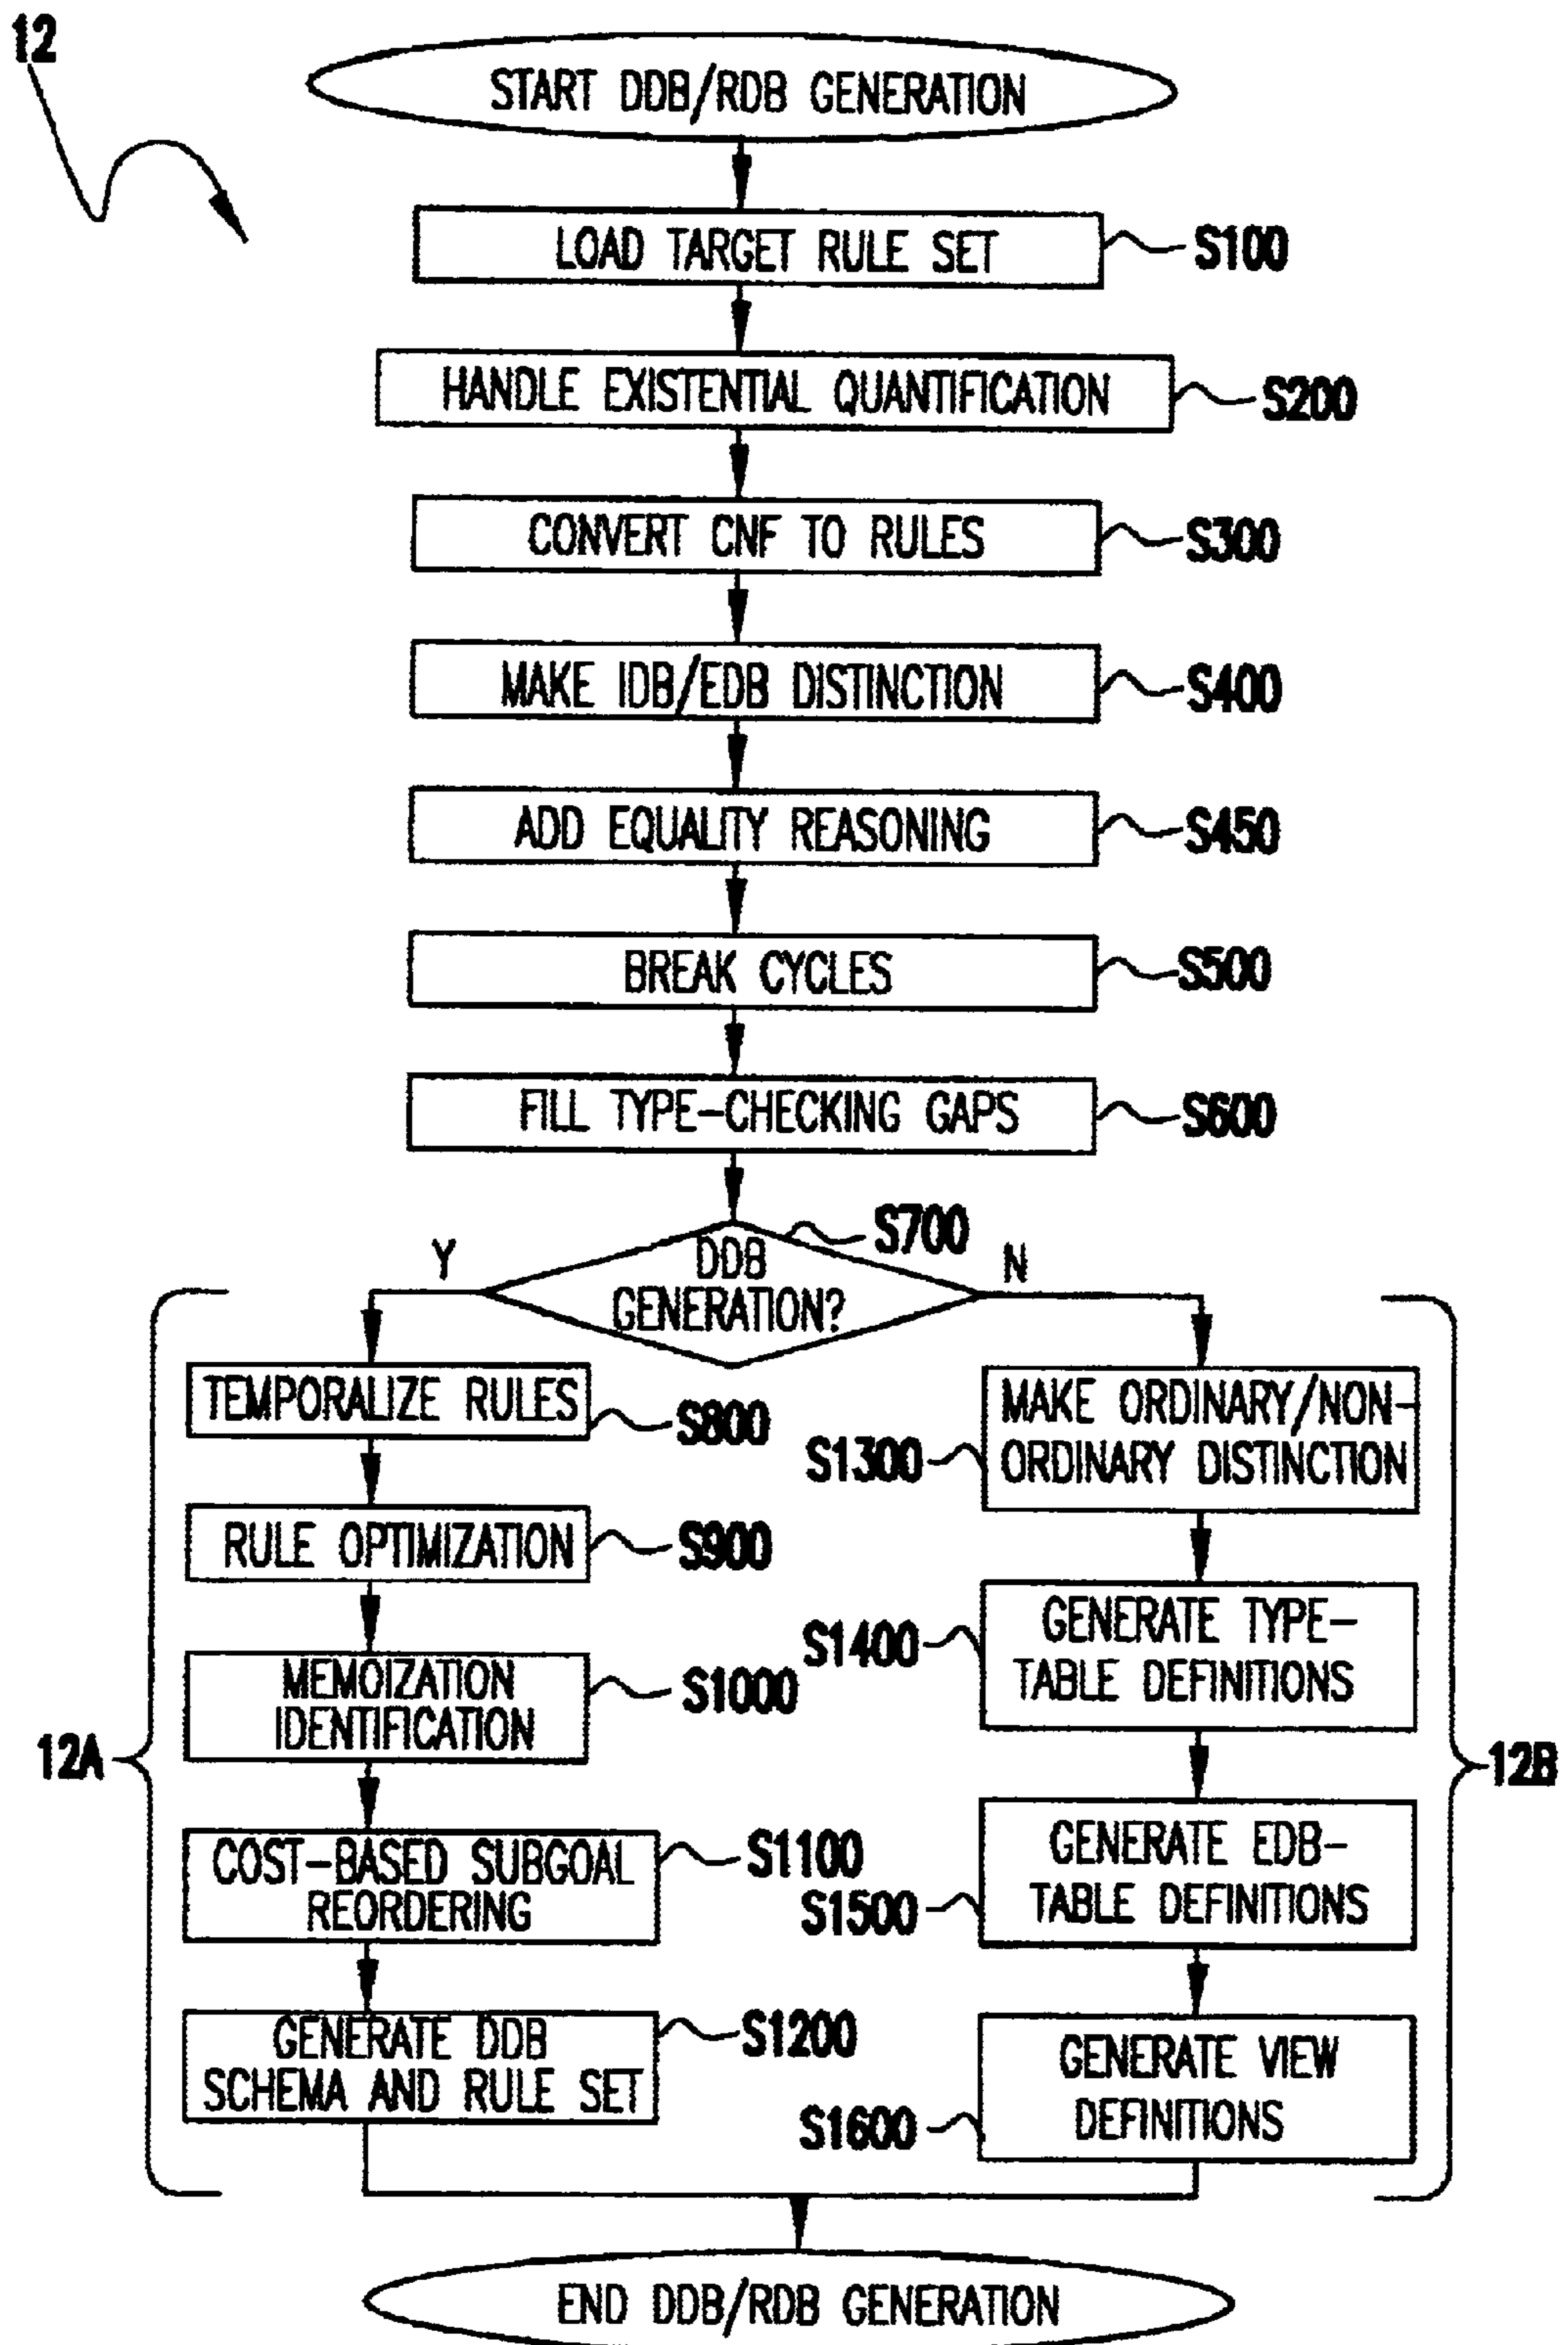 12
START DDB/RDB GENERATION
LOAD TARGET RULE SET
S100
HANDLE EXISTENTIAL QUANTIFICATION
S200
CONVERT CNF TO RULES
S300
MAKE IDB/EDB DISTINCTION
S400
ADD EQUALITY REASONING
S450
BREAK CYCLES
S500
FILL TYPE-CHECKING GAPS
S600
S700
Y
DDB
GENERATION?
N
TEMPORALIZE RULES
S800
RULE OPTIMIZATION
S900
MEMOIZATION
IDENTIFICATION
S1000
12A
COST-BASED SUBGOAL
REORDERING
S1100
GENERATE DDB
SCHEMA AND RULE SET
S1200
MAKE ORDINARY/NON-
ORDINARY DISTINCTION
S1300
GENERATE TYPE-
TABLE DEFINITIONS
S1400
12B
GENERATE EDB-
TABLE DEFINITIONS
S1500
GENERATE VIEW
DEFINITIONS
S1600
END DDB/RDB GENERATION